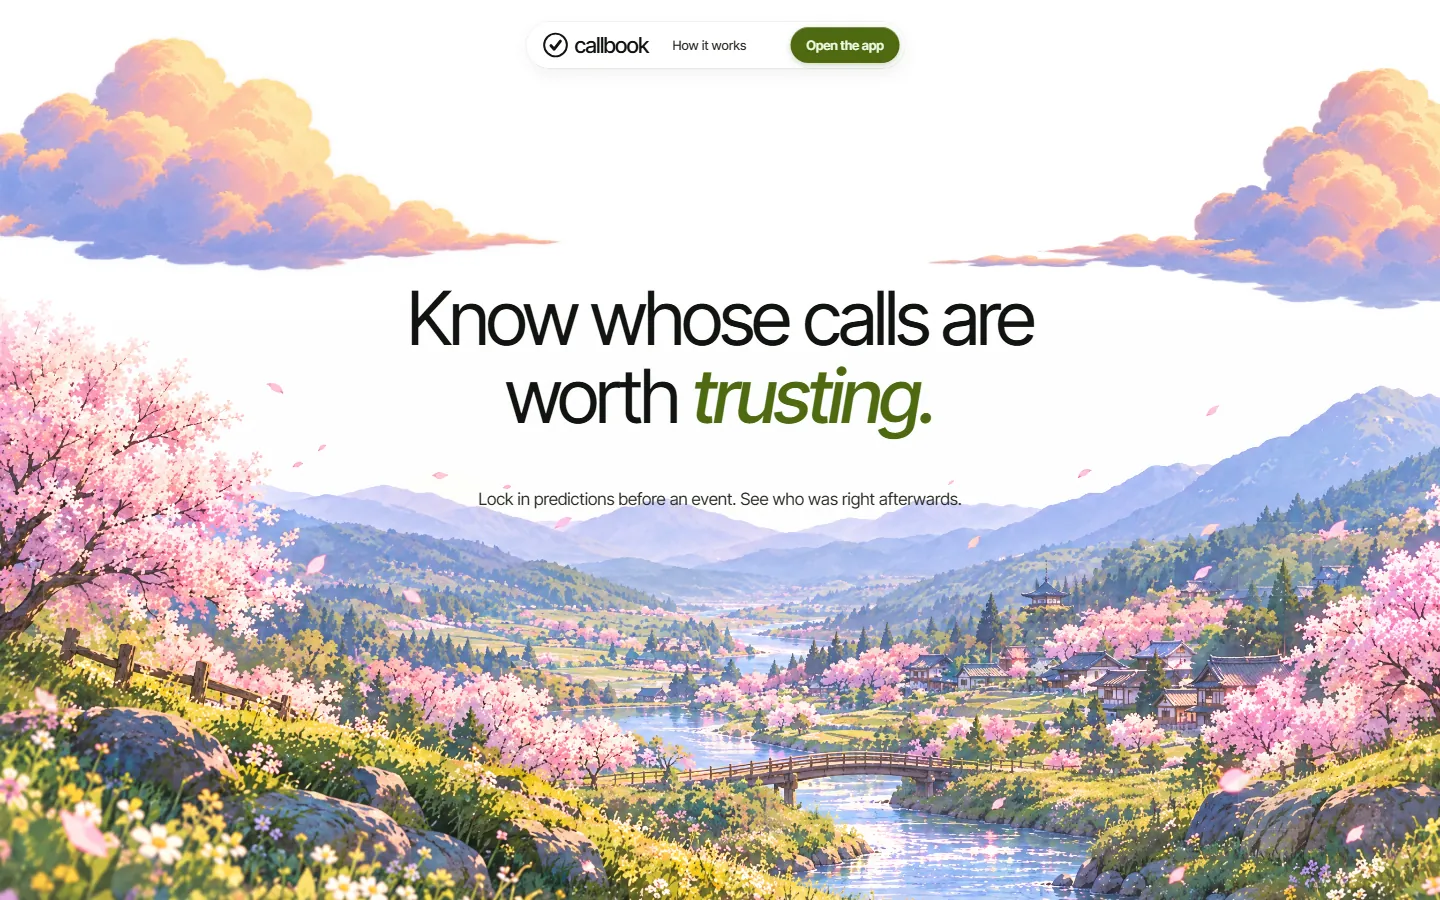 callbook
How it works
Open the app
Know whose calls are
worth trusting.
Lock in predictions before an event. See who was right afterwards.